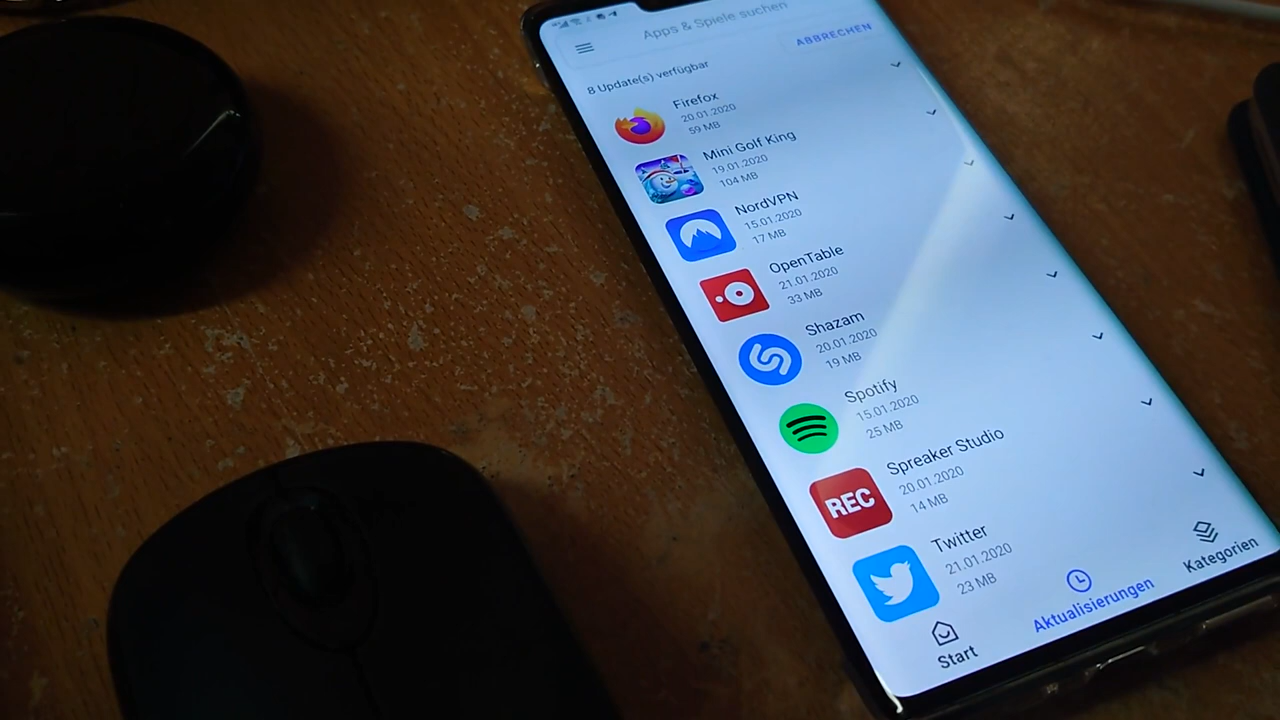 Apps & Spiele suchen
ABBRECHEN
8 Update(s) verfügbar
Firefox
20.01.2020
59 MB
Mini Golf King
19.01.2020
104 MB
NordVPN
15.01.2020
17 MB
OpenTable
21.01.2020
33 MB
Shazam
20.01.2020
19 MB
Spotify
15.01.2020
25 MB
REC
Spreaker Studio
20.01.2020
14 MB
Twitter
21.01.2020
23 MB
Start
Aktualisierungen
Kategorien